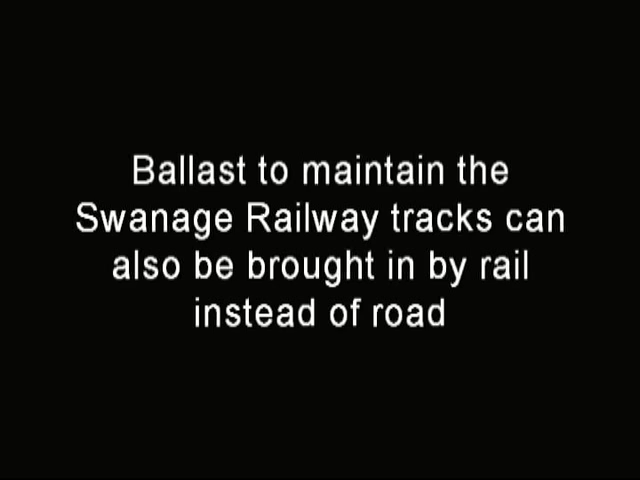 Ballast to maintain the
Swanage Railway tracks can
also be brought in by rail
instead of road